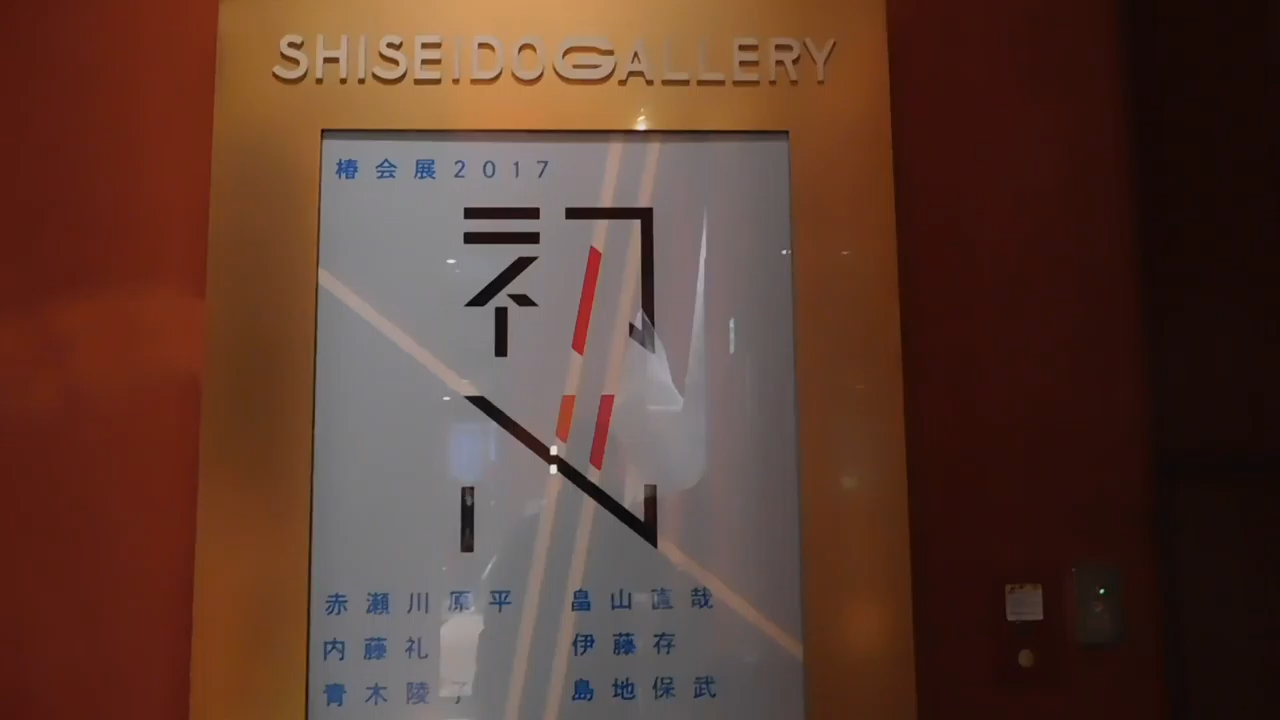 SHISEIDO GALLERY
椿会展2017
初
心
赤瀬川原平 畠山直哉
内藤礼 伊藤存
青木陵子 島地保武